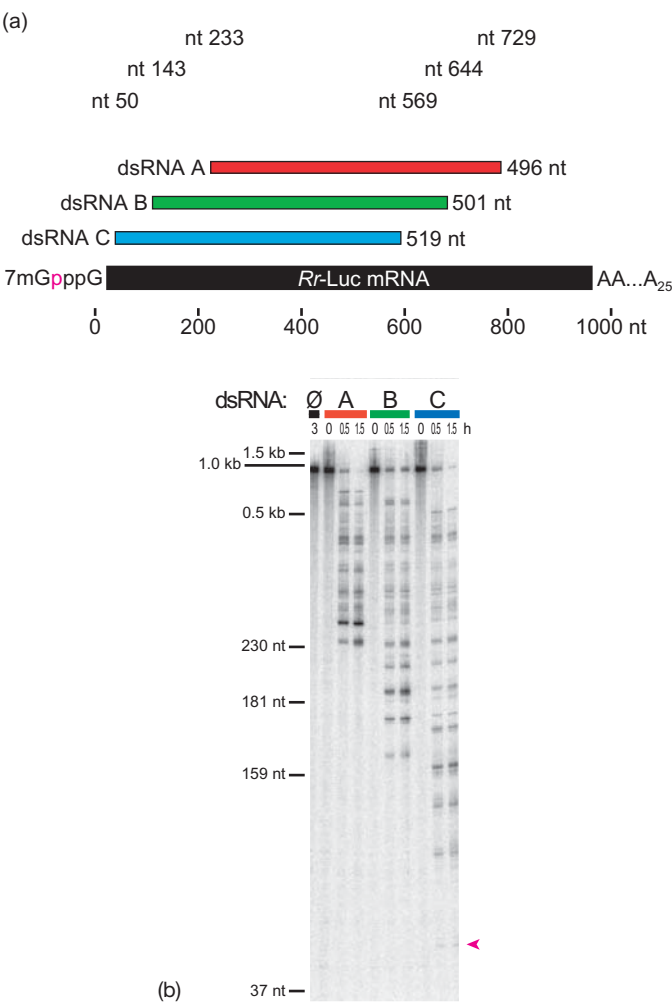 (a)
nt 233 nt 729
nt 143 nt 644
nt 50 nt 569
dsRNA A 496 nt
dsRNA B 501 nt
dsRNA C 519 nt
7mGpppG Rr-Luc mRNA AA...A25
0 200 400 600 800 1000 nt
dsRNA: Ø A B C
3 0 0.5 1.5 0 0.5 1.5 0 0.5 1.5 h
1.5 kb
1.0 kb
0.5 kb
230 nt
181 nt
159 nt
(b) 37 nt